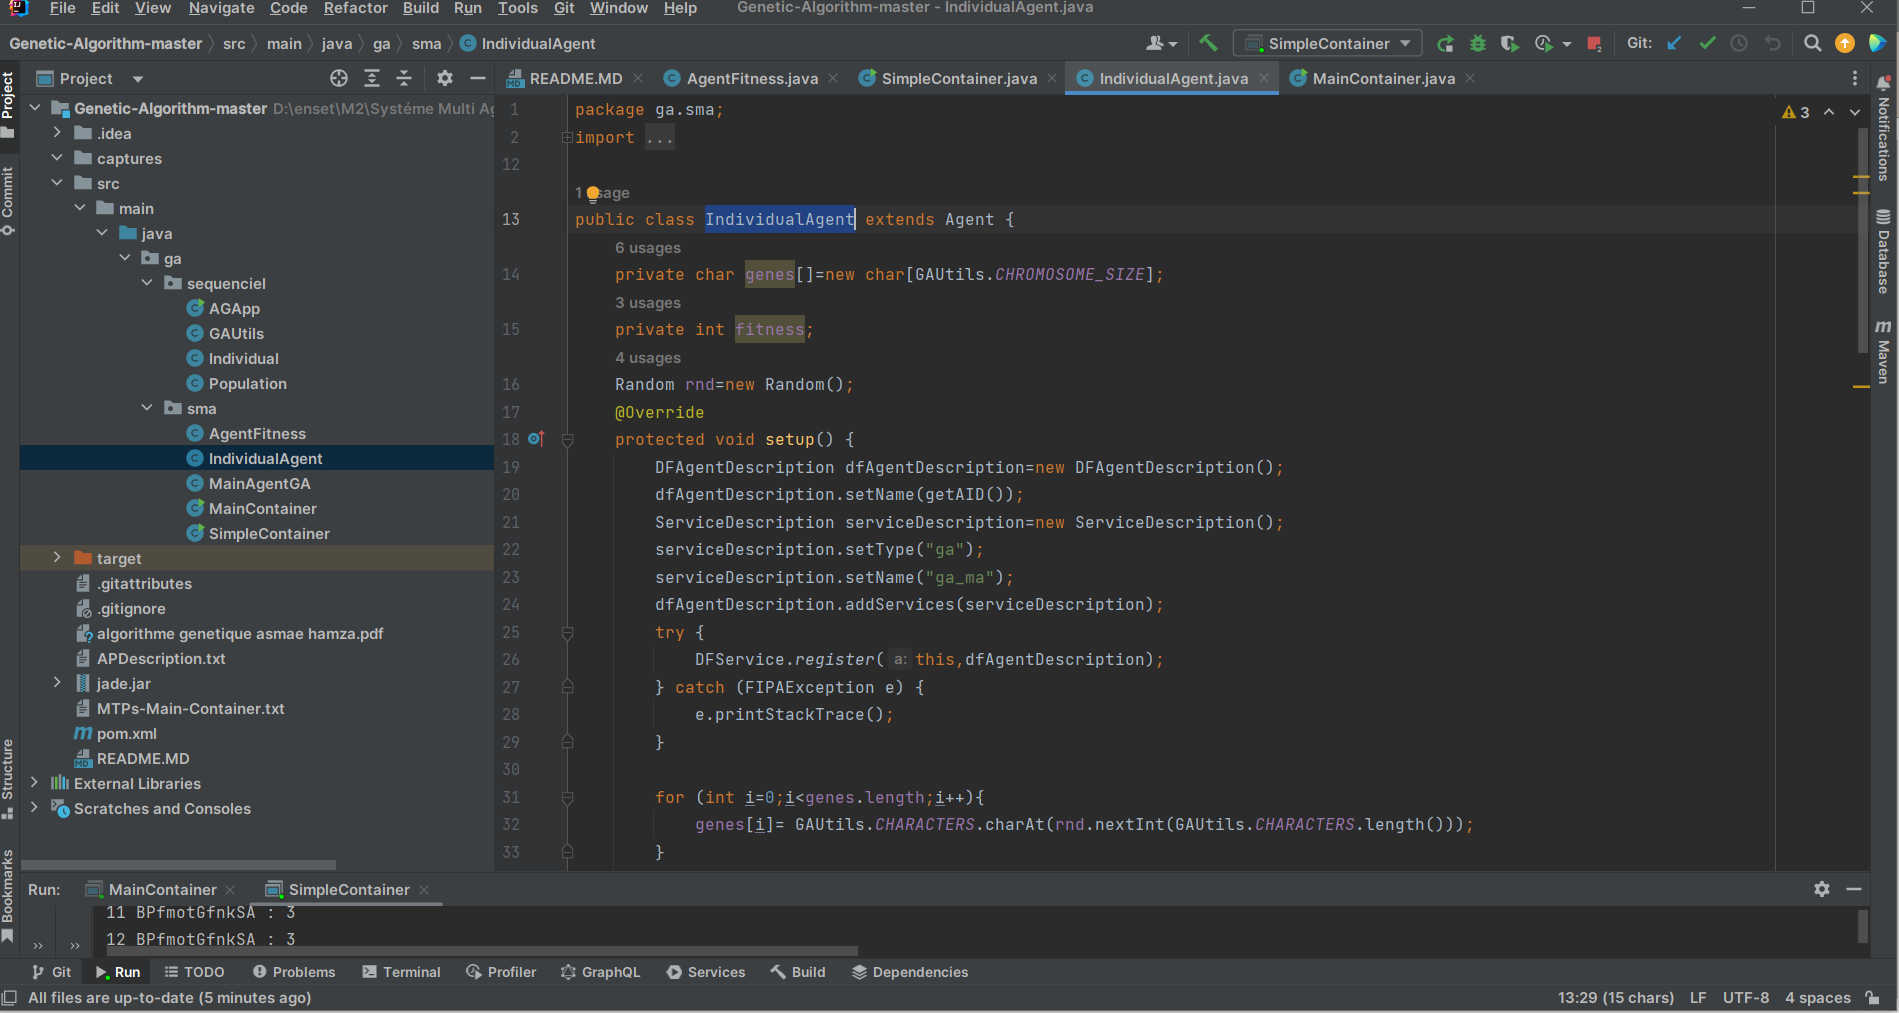 File Edit View Navigate Code Refactor Build Run Tools Git Window Help Genetic-Algorithm-master - IndividualAgent.java
Genetic-Algorithm-master src main java ga sma IndividualAgent SimpleContainer Git:
Project
README.MD AgentFitness.java SimpleContainer.java IndividualAgent.java MainContainer.java
Project
Commit
Structure
Bookmarks
Genetic-Algorithm-master D:\enset\M2\Systéme Multi Ag
.idea
captures
src
main
java
ga
sequenciel
AGApp
GAUtils
Individual
Population
sma
AgentFitness
IndividualAgent
MainAgentGA
MainContainer
SimpleContainer
target
.gitattributes
.gitignore
algorithme genetique asmae hamza.pdf
APDescription.txt
jade.jar
MTPs-Main-Container.txt
pom.xml
README.MD
External Libraries
Scratches and Consoles
1 package ga.sma;
2 import ...
12
1 sage
13 public class IndividualAgent extends Agent {
6 usages
14 private char genes[]=new char[GAUtils.CHROMOSOME_SIZE];
3 usages
15 private int fitness;
4 usages
16 Random rnd=new Random();
17 @Override
18 protected void setup() {
19 DFAgentDescription dfAgentDescription=new DFAgentDescription();
20 dfAgentDescription.setName(getAID());
21 ServiceDescription serviceDescription=new ServiceDescription();
22 serviceDescription.setType("ga");
23 serviceDescription.setName("ga_ma");
24 dfAgentDescription.addServices(serviceDescription);
25 try {
26 DFService.register( a: this,dfAgentDescription);
27 } catch (FIPAException e) {
28 e.printStackTrace();
29 }
30
31 for (int i=0;i<genes.length;i++){
32 genes[i]= GAUtils.CHARACTERS.charAt(rnd.nextInt(GAUtils.CHARACTERS.length()));
33 }
3
Notifications
Database
m
Maven
Run: MainContainer SimpleContainer
11 BPfmotGfnkSA : 3
12 BPfmotGfnkSA : 3
Git Run TODO Problems Terminal Profiler GraphQL Services Build Dependencies
All files are up-to-date (5 minutes ago) 13:29 (15 chars) LF UTF-8 4 spaces